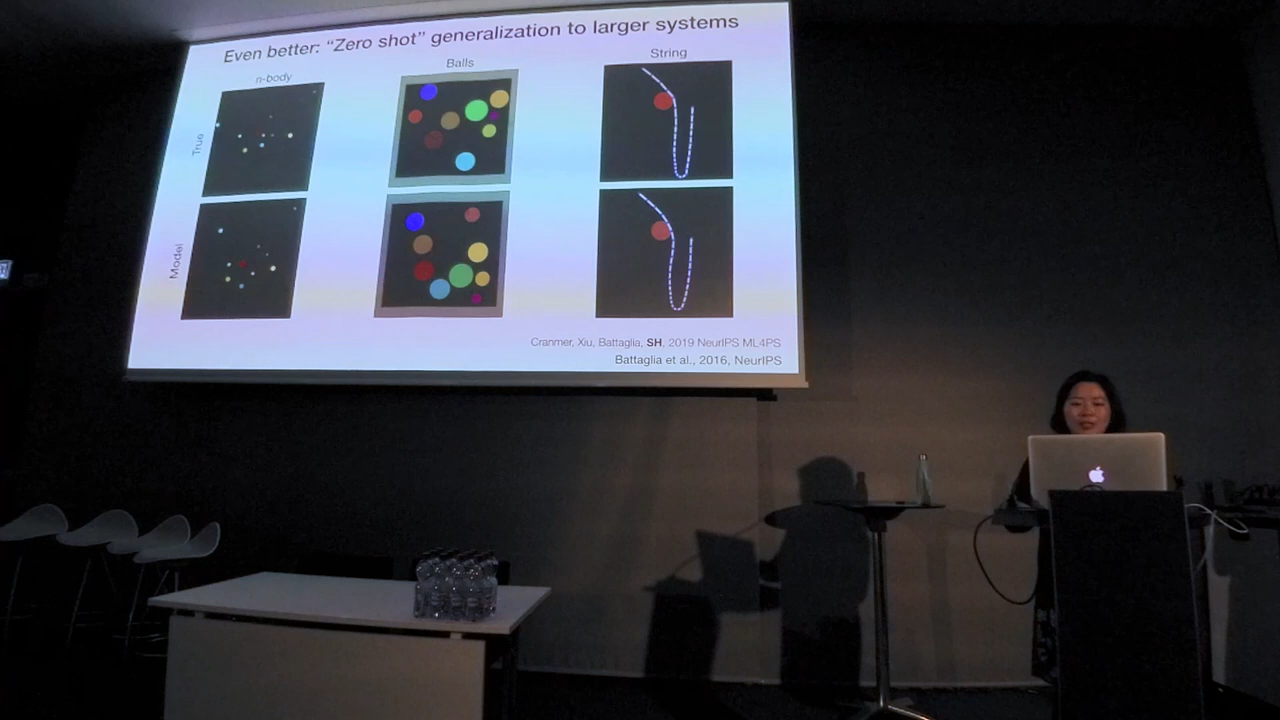 Even better: “Zero shot” generalization to larger systems
n-body
Balls
String
True
Model
Cranmer, Xiu, Battaglia, SH, 2019 NeurIPS ML4PS
Battaglia et al., 2016, NeurIPS